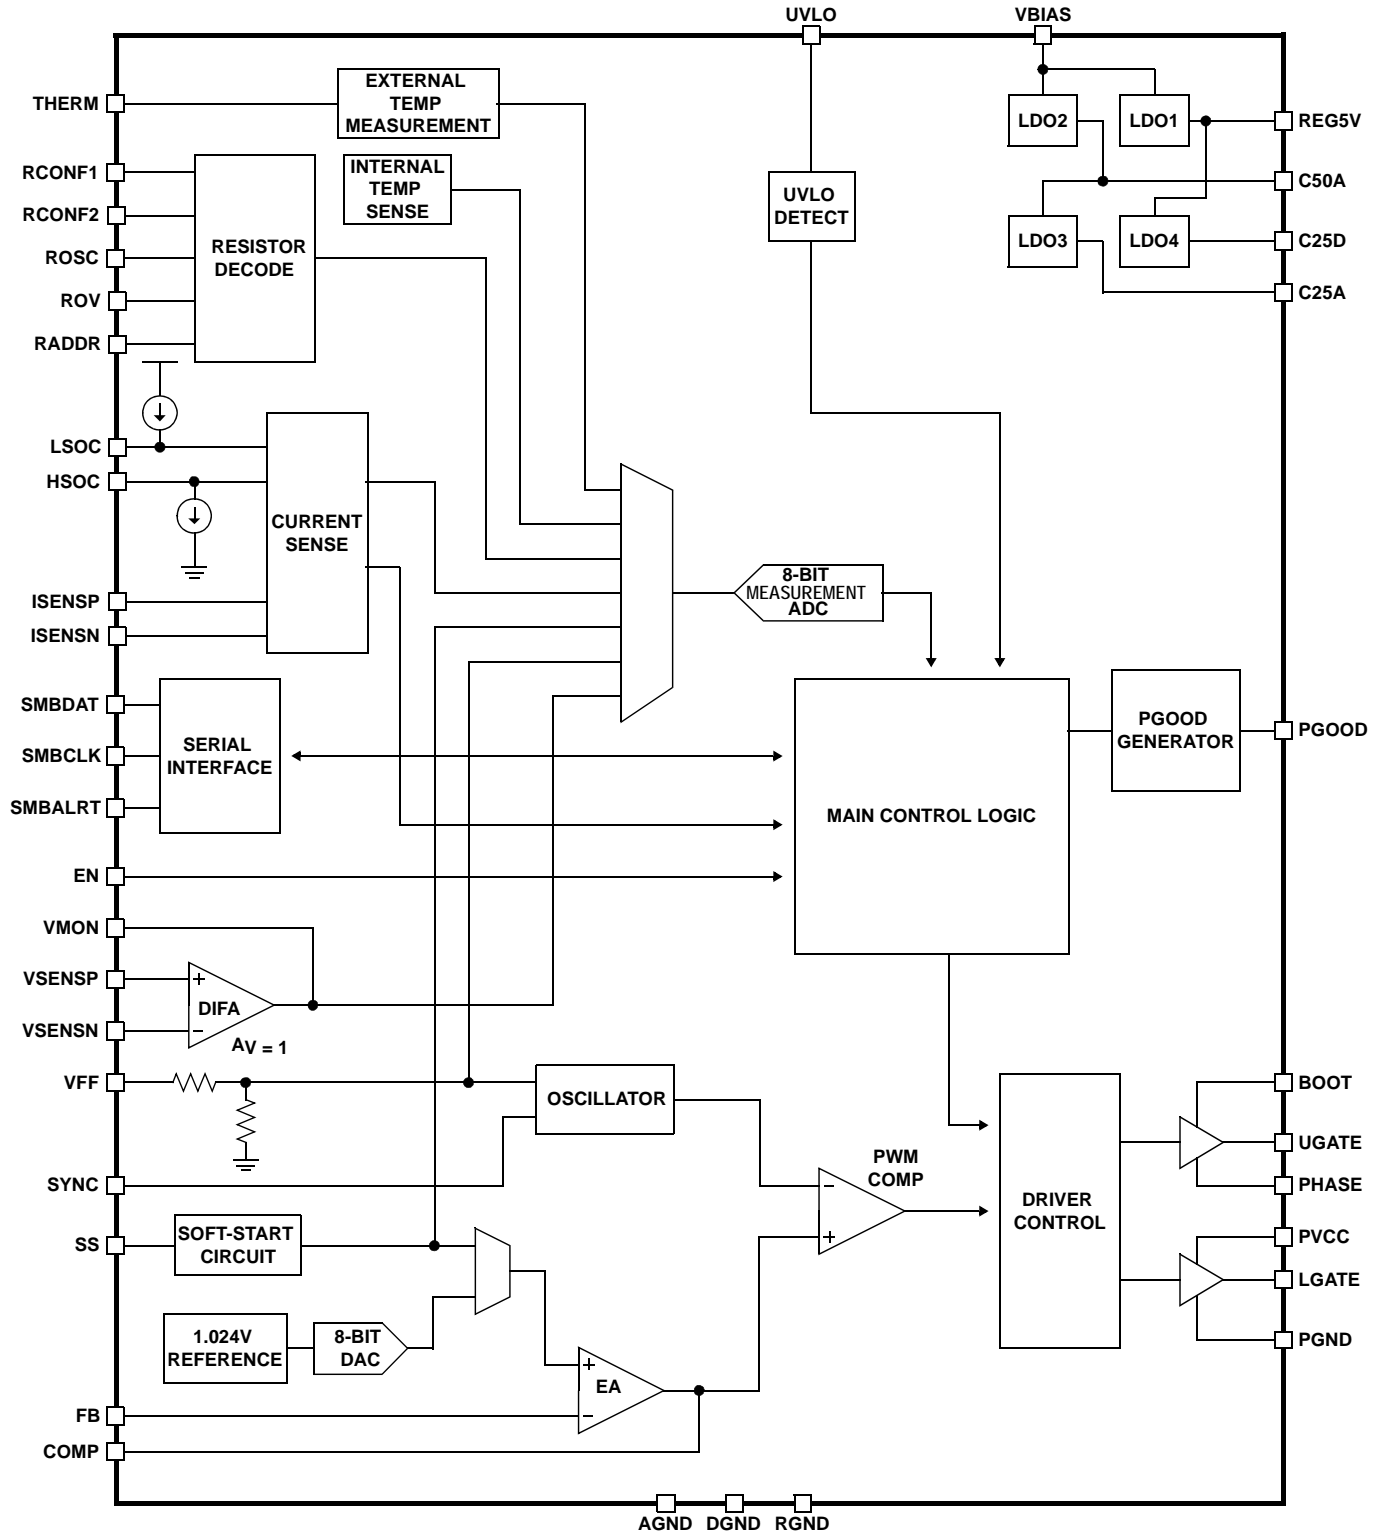 UVLO
VBIAS
THERM
EXTERNAL
TEMP
MEASUREMENT
LDO2
LDO1
REG5V
RCONF1
INTERNAL
TEMP
SENSE
C50A
UVLO
DETECT
RCONF2
RESISTOR
DECODE
LDO3
LDO4
C25D
ROSC
C25A
ROV
RADDR
LSOC
HSOC
CURRENT
SENSE
8-BIT
MEASUREMENT
ADC
ISENSP
ISENSN
SMBDAT
SERIAL
INTERFACE
PGOOD
GENERATOR
PGOOD
SMBCLK
SMBALRT
MAIN CONTROL LOGIC
EN
VMON
VSENSP
+
DIFA
VSENSN
–
AV = 1
VFF
OSCILLATOR
BOOT
UGATE
PWM
COMP
SYNC
–
+
PHASE
DRIVER
CONTROL
SS
SOFT-START
CIRCUIT
PVCC
LGATE
1.024V
REFERENCE
8-BIT
DAC
PGND
+
EA
–
FB
COMP
AGND
DGND
RGND